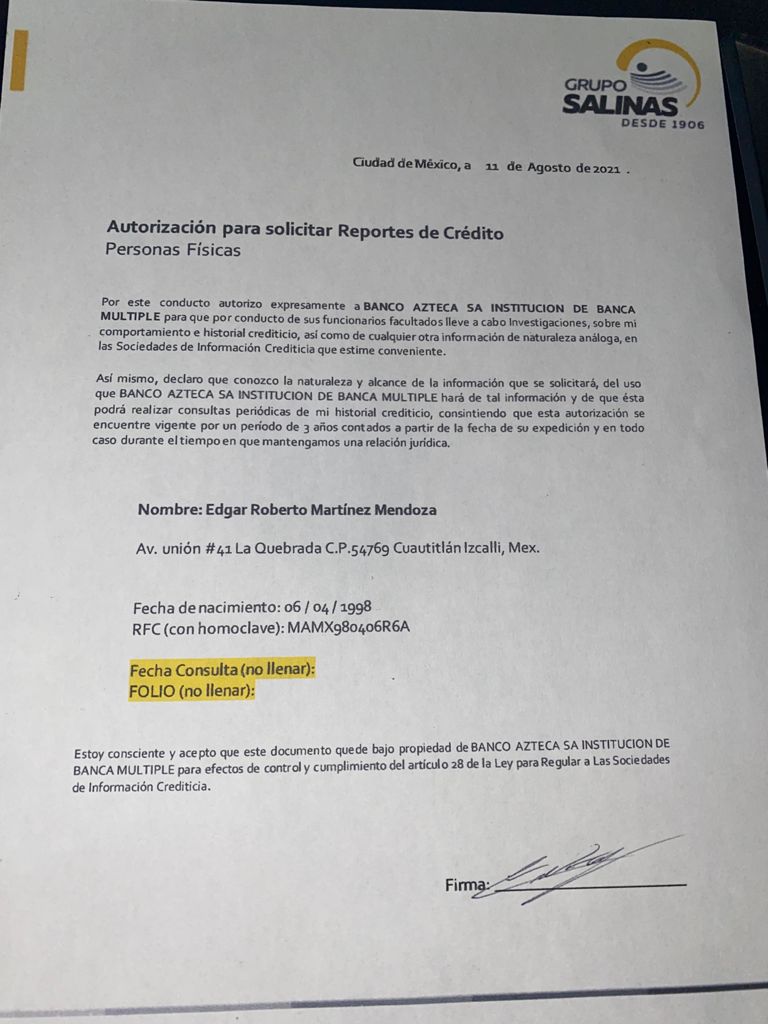 GRUPO
SALINAS
DESDE 1906
Ciudad de México, a 11 de Agosto de 2021 .
Autorización para solicitar Reportes de Crédito
Personas Físicas
Por este conducto autorizo expresamente a BANCO AZTECA SA INSTITUCION DE BANCA
MULTIPLE para que por conducto de sus funcionarios facultados lleve a cabo Investigaciones, sobre mi
comportamiento e historial crediticio, así como de cualquier otra información de naturaleza análoga, en
las Sociedades de Información Crediticia que estime conveniente.
Así mismo, declaro que conozco la naturaleza y alcance de la información que se solicitará, del uso
que BANCO AZTECA SA INSTITUCION DE BANCA MULTIPLE hará de tal información y de que ésta
podrá realizar consultas periódicas de mi historial crediticio, consintiendo que esta autorización se
encuentre vigente por un período de 3 años contados a partir de la fecha de su expedición y en todo
caso durante el tiempo en que mantengamos una relación jurídica.
Nombre: Edgar Roberto Martínez Mendoza
Av. unión #41 La Quebrada C.P.54769 Cuautitlán Izcalli, Mex.
Fecha de nacimiento: 06 / 04 / 1998
RFC (con homoclave): MAMX980406R6A
Fecha Consulta (no llenar):
FOLIO (no llenar):
Estoy consciente y acepto que este documento quede bajo propiedad de BANCO AZTECA SA INSTITUCION DE
BANCA MULTIPLE para efectos de control y cumplimiento del artículo 28 de la Ley para Regular a Las Sociedades
de Información Crediticia.
Firma: